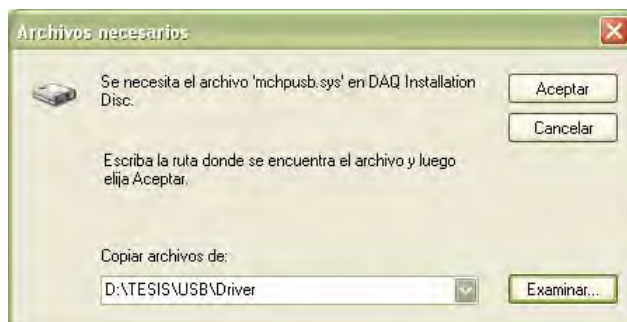 Archivos necesarios
Se necesita el archivo 'mchpusb.sys' en DAQ Installation
Disc.
Aceptar
Cancelar
Escriba la ruta donde se encuentra el archivo y luego
elija Aceptar.
Copiar archivos de:
D:\TESIS\USB\Driver
Examinar...